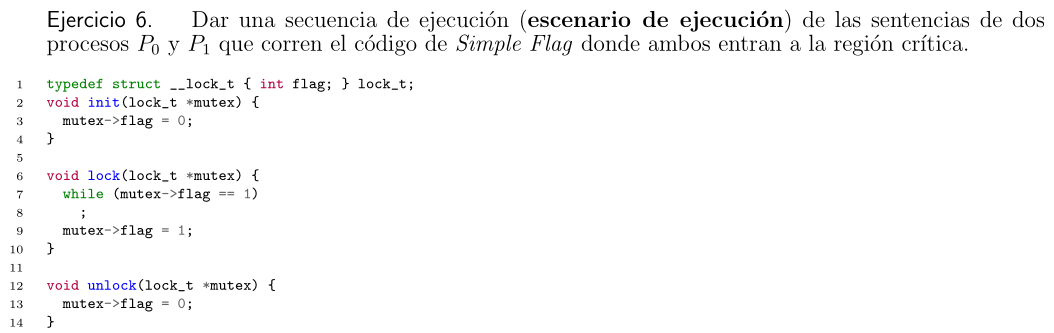 Ejercicio 6. Dar una secuencia de ejecución (escenario de ejecución) de las sentencias de dos
procesos P₀ y P₁ que corren el código de Simple Flag donde ambos entran a la región crítica.
1 typedef struct __lock_t { int flag; } lock_t;
2 void init(lock_t *mutex) {
3   mutex->flag = 0;
4 }
5
6 void lock(lock_t *mutex) {
7   while (mutex->flag == 1)
8     ;
9   mutex->flag = 1;
10 }
11
12 void unlock(lock_t *mutex) {
13   mutex->flag = 0;
14 }